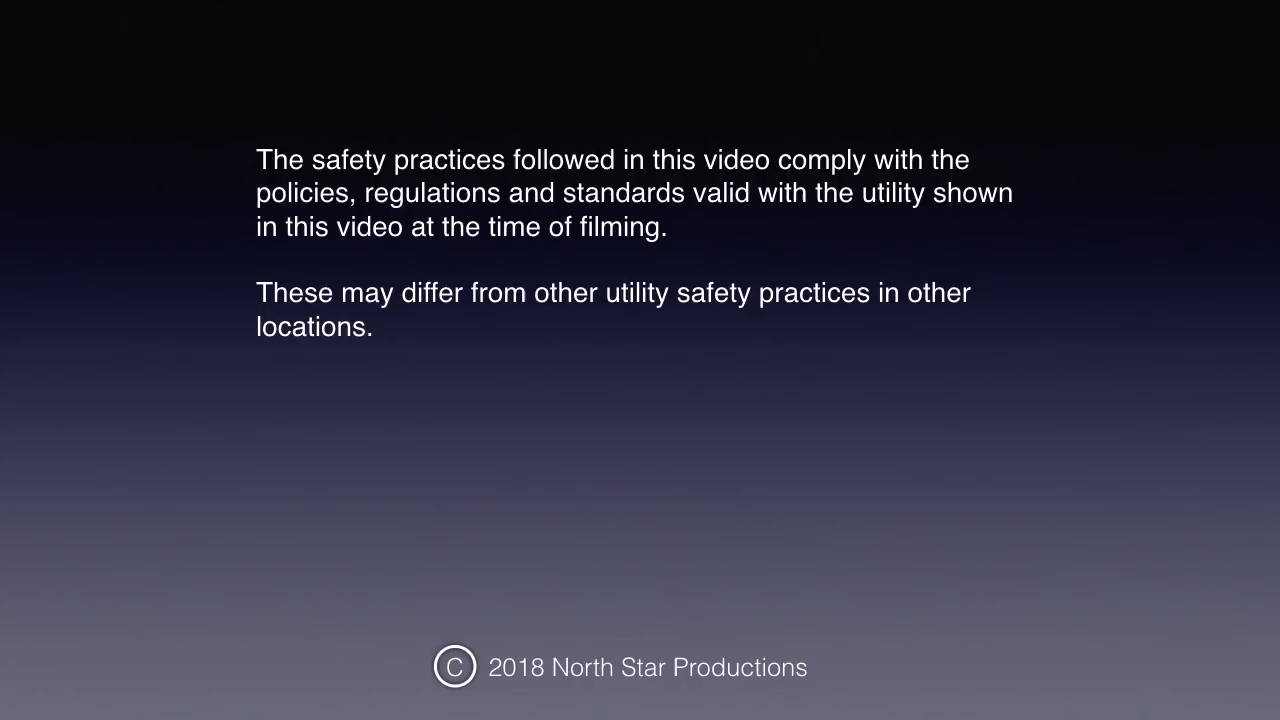 The safety practices followed in this video comply with the
policies, regulations and standards valid with the utility shown
in this video at the time of filming.
These may differ from other utility safety practices in other
locations.
© 2018 North Star Productions